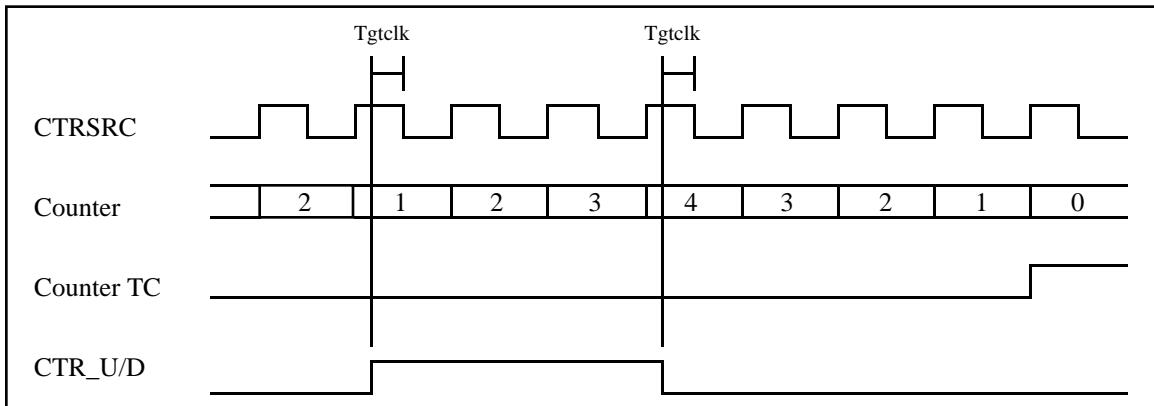 Tgtclk Tgtclk
CTRSRC
Counter 2 1 2 3 4 3 2 1 0
Counter TC
CTR_U/D